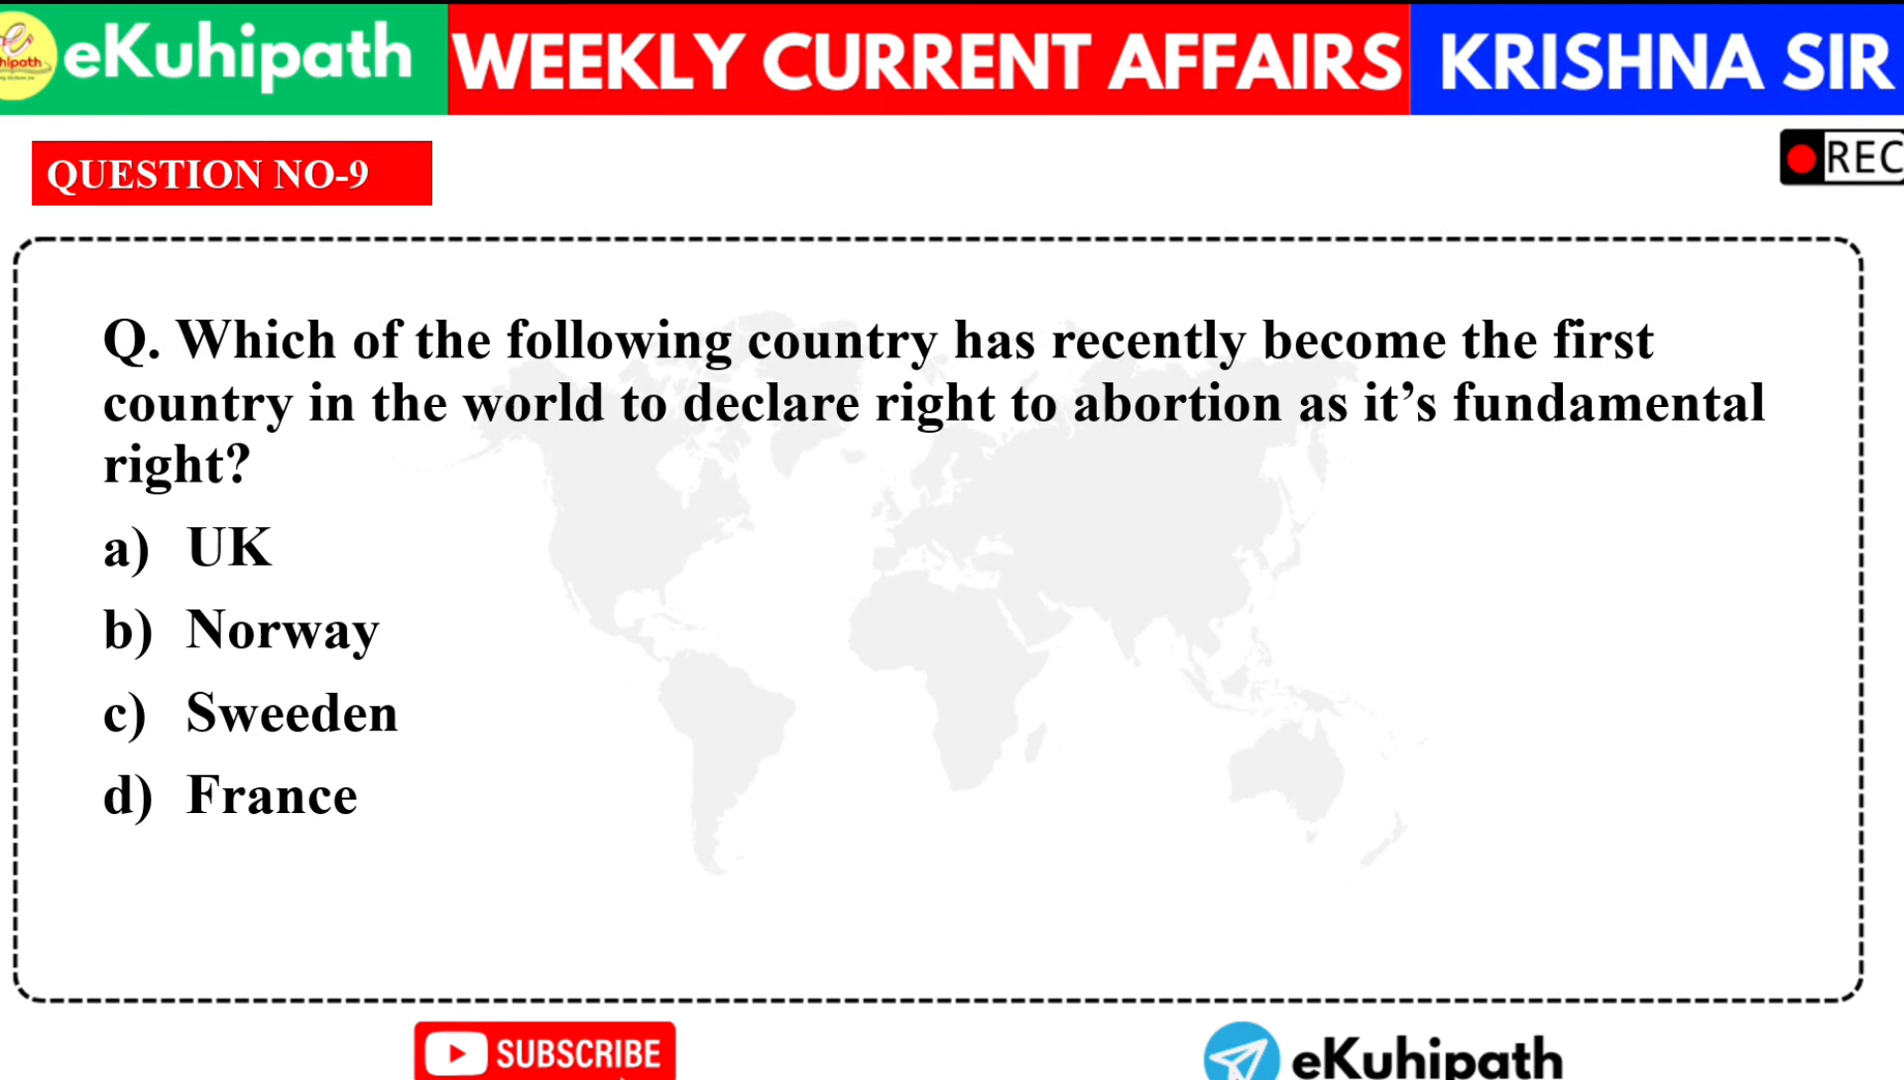 eKuhipath WEEKLY CURRENT AFFAIRS KRISHNA SIR
hipath
QUESTION NO-9
REC
Q. Which of the following country has recently become the first
country in the world to declare right to abortion as it’s fundamental
right?
a) UK
b) Norway
c) Sweeden
d) France
SUBSCRIBE
eKuhipath